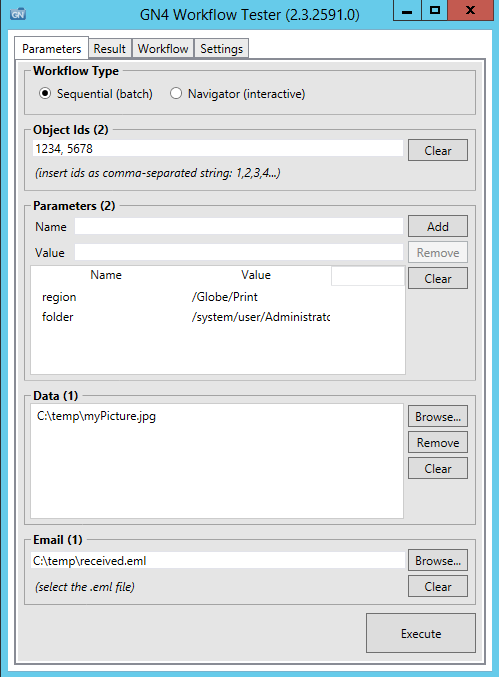 GN4 Workflow Tester (2.3.2591.0)
Parameters Result Workflow Settings
Workflow Type
Sequential (batch) Navigator (interactive)
Object Ids (2)
1234, 5678 Clear
(insert ids as comma-separated string: 1,2,3,4...)
Parameters (2)
Name Add
Value Remove
Name Value Clear
region /Globe/Print
folder /system/user/Administratc
Data (1)
C:\temp\myPicture.jpg Browse...
Remove
Clear
Email (1)
C:\temp\received.eml Browse...
(select the .eml file) Clear
Execute